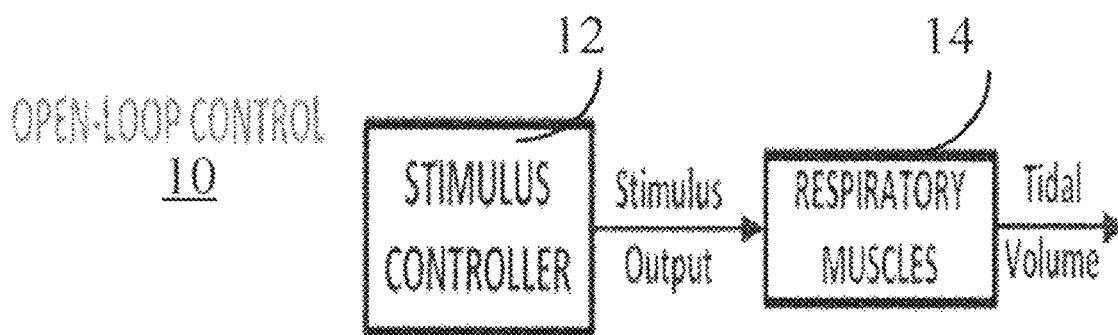 12
14
OPEN-LOOP CONTROL
10
STIMULUS
CONTROLLER
Stimulus
Output
RESPIRATORY
MUSCLES
Tidal
Volume